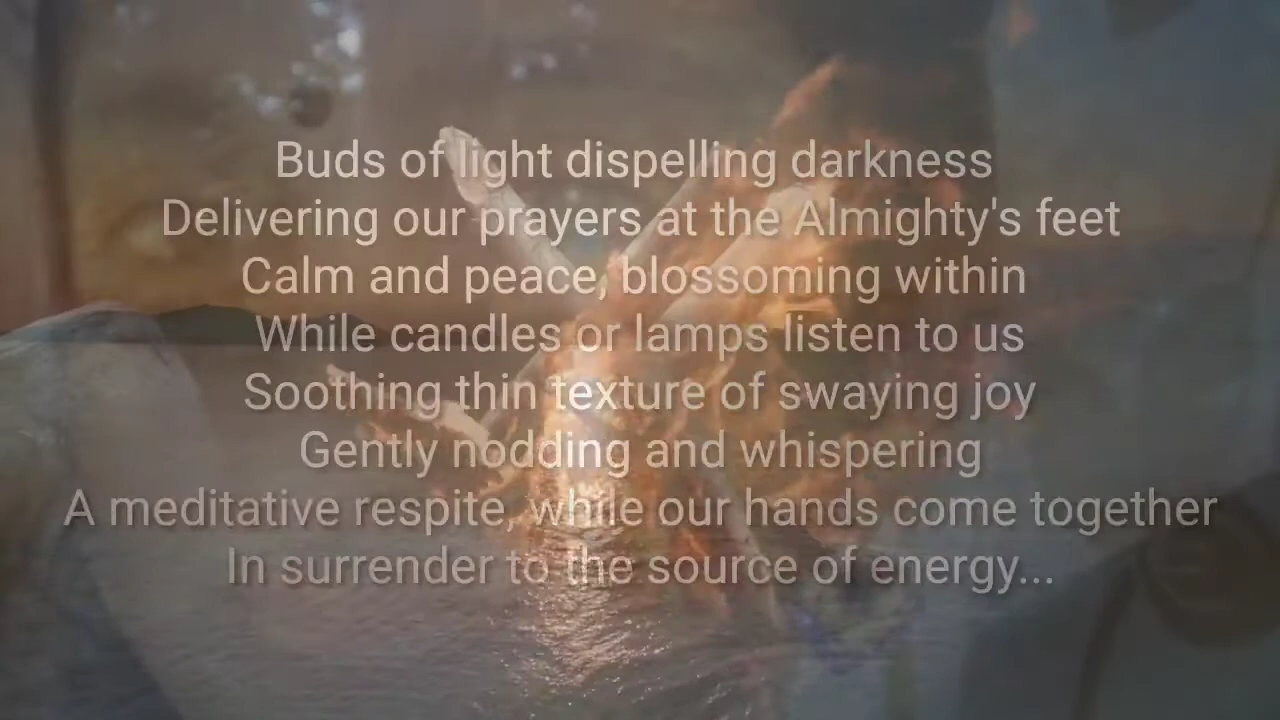 Buds of light dispelling darkness
Delivering our prayers at the Almighty's feet
Calm and peace, blossoming within
While candles or lamps listen to us
Soothing thin texture of swaying joy
Gently nodding and whispering
A meditative respite, while our hands come together
In surrender to the source of energy...